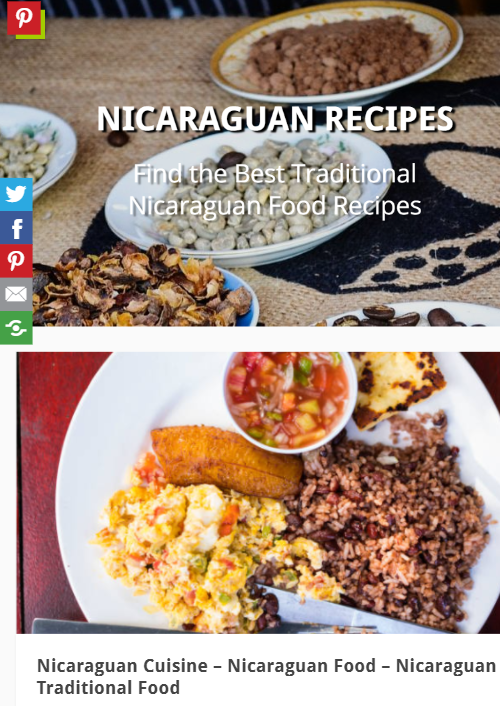 NICARAGUAN RECIPES
Find the Best Traditional
Nicaraguan Food Recipes
Nicaraguan Cuisine – Nicaraguan Food – Nicaraguan
Traditional Food